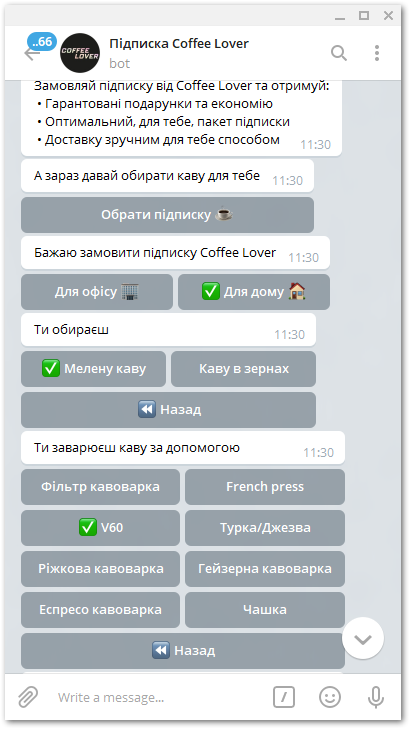 ..66
COFFEE
LOVER
Підписка Coffee Lover
bot
Замовляй підписку від Coffee Lover та отримуй:
• Гарантовані подарунки та економію
• Оптимальний, для тебе, пакет підписки
• Доставку зручним для тебе способом
11:30
А зараз давай обирати каву для тебе 11:30
Обрати підписку ☕
Бажаю замовити підписку Coffee Lover 11:30
Для офісу 🏢 ✅ Для дому 🏠
Ти обираєш 11:30
✅ Мелену каву Каву в зернах
⏪ Назад
Ти заварюєш каву за допомогою 11:30
Фільтр кавоварка French press
✅ V60 Турка/Джезва
Ріжкова кавоварка Гейзерна кавоварка
Еспресо кавоварка Чашка
⏪ Назад
Write a message...